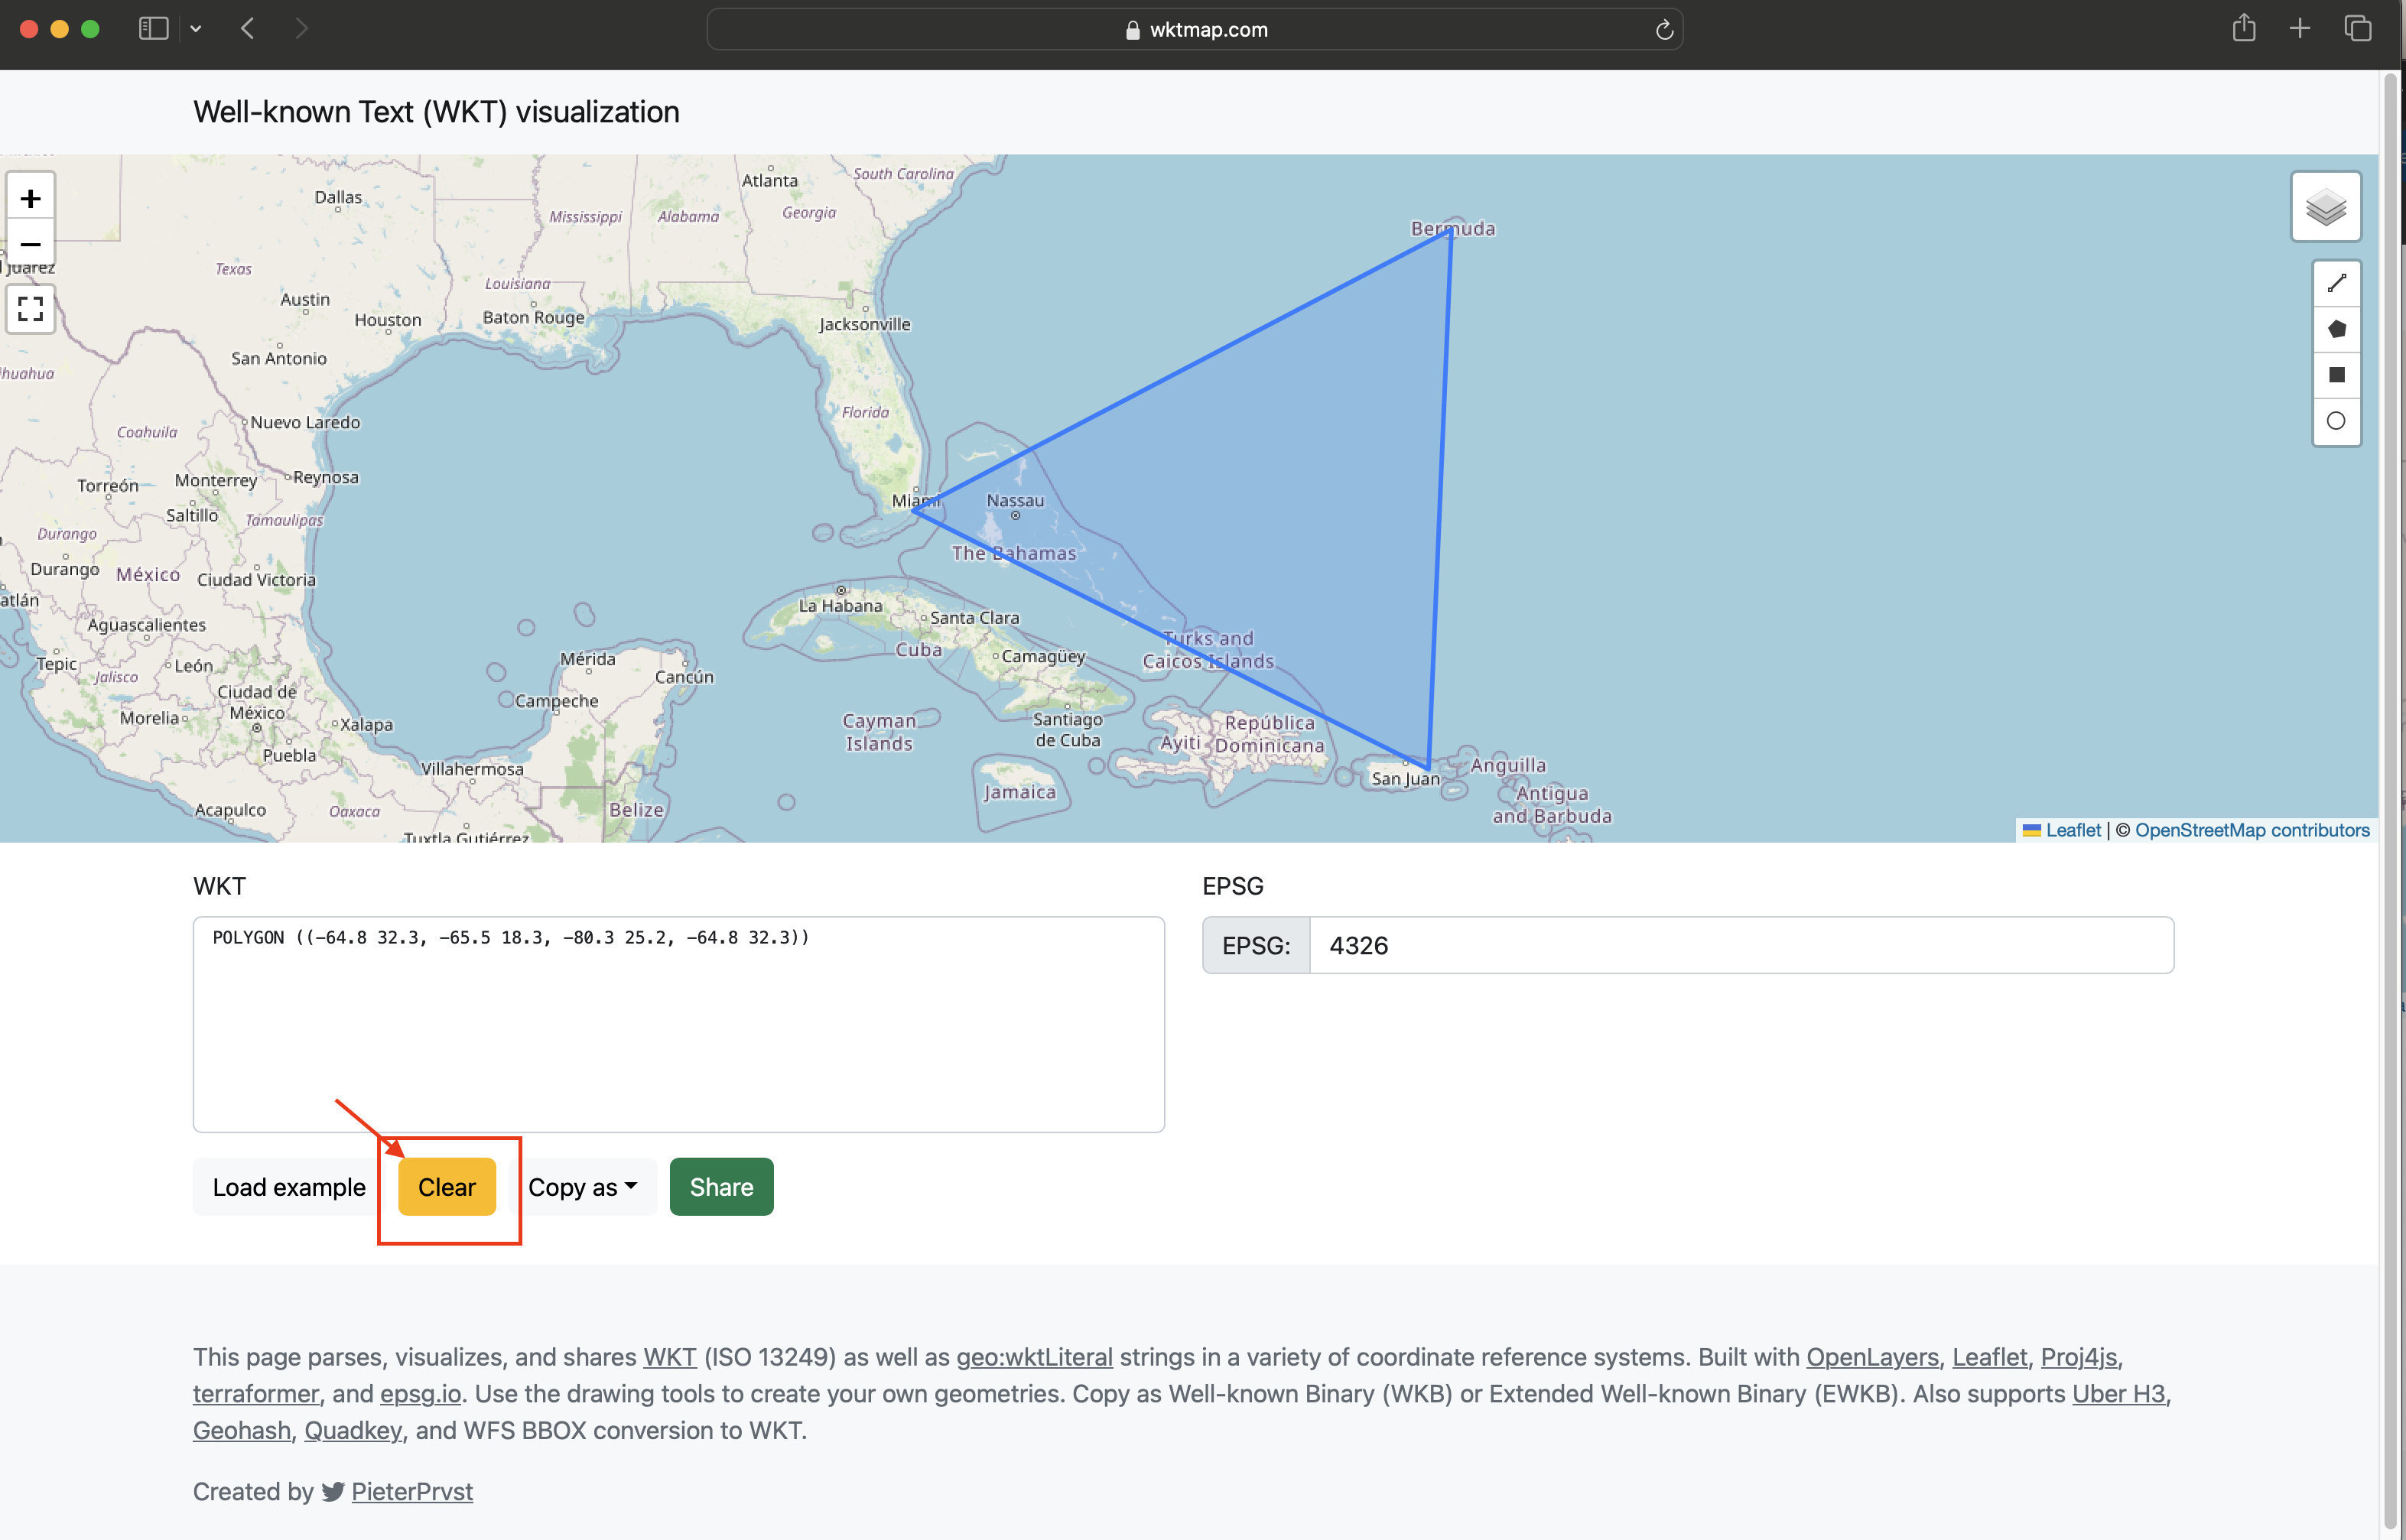 wktmap.com
Well-known Text (WKT) visualization
+
−
Dallas
Atlanta
South Carolina
Mississippi
Alabama
Georgia
Bermuda
Juárez
Texas
Louisiana
Austin
Houston
Baton Rouge
Jacksonville
San Antonio
ihuahua
Florida
Nuevo Laredo
Coahuila
Torreón
Monterrey
Reynosa
Miami
Nassau
Saltillo
Tamaulipas
Durango
The Bahamas
Durango
México
Ciudad Victoria
atlán
La Habana
Santa Clara
Aguascalientes
Turks and
Caicos Islands
Tepic
León
Mérida
Cuba
Camagüey
Jalisco
Cancún
Ciudad de
México
Campeche
Morelia
Xalapa
Cayman
Islands
Santiago
de Cuba
República
Dominicana
Ayiti
Puebla
Villahermosa
San Juan
Anguilla
Acapulco
Oaxaca
Belize
Jamaica
Antigua
and Barbuda
Tuxtla Gutiérrez
Leaflet | © OpenStreetMap contributors
WKT
EPSG
POLYGON ((-64.8 32.3, -65.5 18.3, -80.3 25.2, -64.8 32.3))
EPSG: 4326
Load example
Clear
Copy as
Share
This page parses, visualizes, and shares WKT (ISO 13249) as well as geo:wktLiteral strings in a variety of coordinate reference systems. Built with OpenLayers, Leaflet, Proj4js,
terraformer, and epsg.io. Use the drawing tools to create your own geometries. Copy as Well-known Binary (WKB) or Extended Well-known Binary (EWKB). Also supports Uber H3,
Geohash, Quadkey, and WFS BBOX conversion to WKT.
Created by PieterPrvst